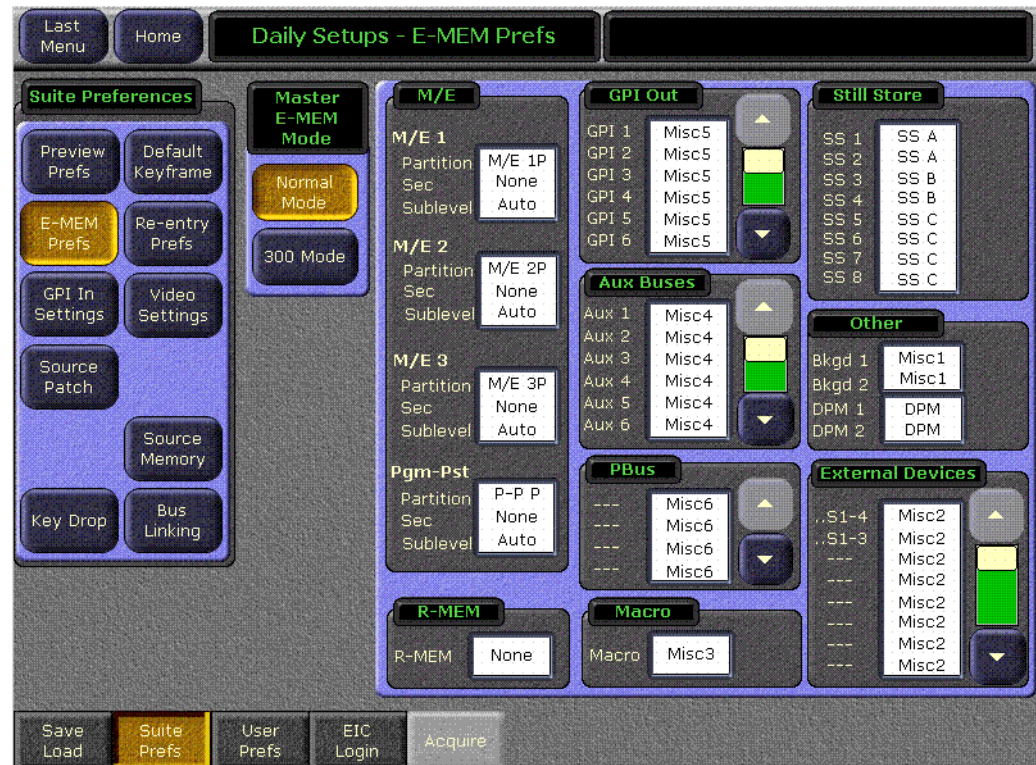 Last
Menu
Home
Daily Setups - E-MEM Prefs
Suite Preferences
Preview
Prefs
Default
Keyframe
E-MEM
Prefs
Re-entry
Prefs
GPI In
Settings
Video
Settings
Source
Patch
Source
Memory
Key Drop
Bus
Linking
Master
E-MEM
Mode
Normal
Mode
300 Mode
M/E
M/E 1
Partition M/E 1P
Sec None
Sublevel Auto
M/E 2
Partition M/E 2P
Sec None
Sublevel Auto
M/E 3
Partition M/E 3P
Sec None
Sublevel Auto
Pgm-Pst
Partition P-P P
Sec None
Sublevel Auto
R-MEM
R-MEM None
GPI Out
GPI 1 Misc5
GPI 2 Misc5
GPI 3 Misc5
GPI 4 Misc5
GPI 5 Misc5
GPI 6 Misc5
Aux Buses
Aux 1 Misc4
Aux 2 Misc4
Aux 3 Misc4
Aux 4 Misc4
Aux 5 Misc4
Aux 6 Misc4
PBus
--- Misc6
--- Misc6
--- Misc6
--- Misc6
Macro
Macro Misc3
Still Store
SS 1 SS A
SS 2 SS A
SS 3 SS B
SS 4 SS B
SS 5 SS C
SS 6 SS C
SS 7 SS C
SS 8 SS C
Other
Bkgd 1 Misc1
Bkgd 2 Misc1
DPM 1 DPM
DPM 2 DPM
External Devices
..S1-4 Misc2
..S1-3 Misc2
--- Misc2
--- Misc2
--- Misc2
--- Misc2
--- Misc2
--- Misc2
Save
Load
Suite
Prefs
User
Prefs
EIC
Login
Acquire